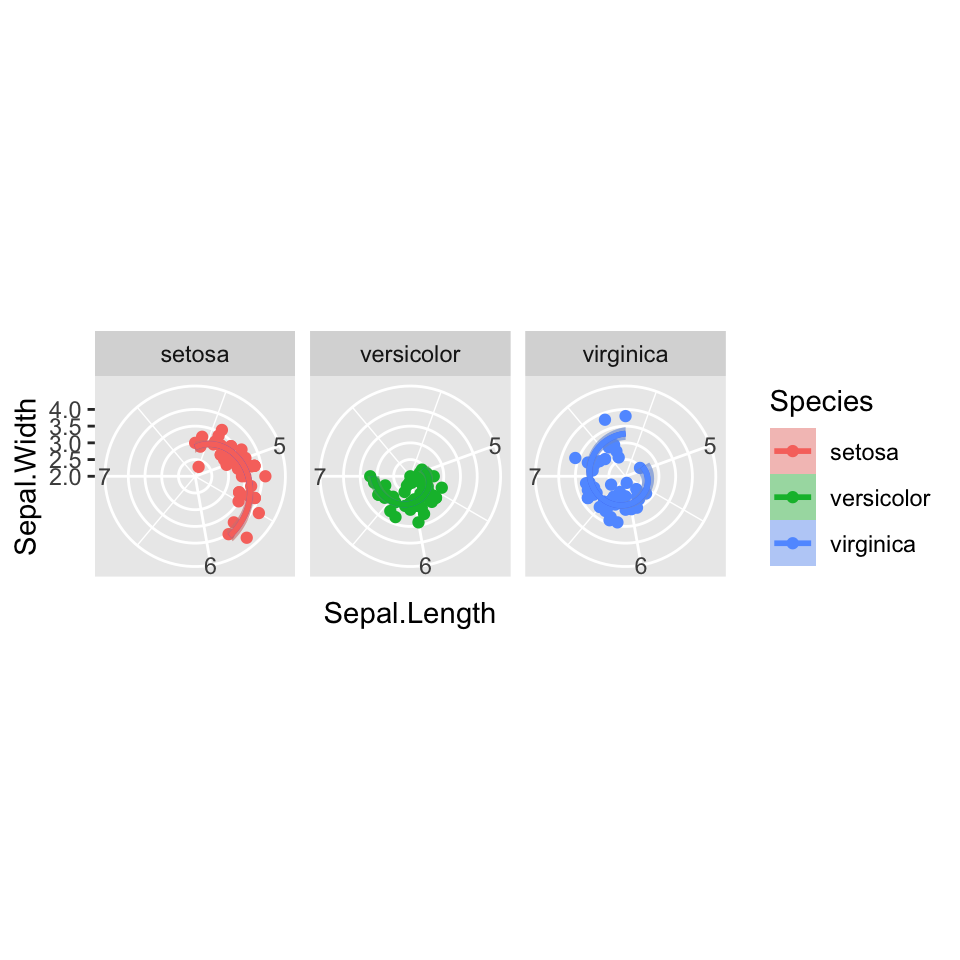 setosa
versicolor
virginica
Sepal.Width
4.0
3.5
3.0
2.5
2.0
5
6
7
5
6
7
5
6
7
Sepal.Length
Species
setosa
versicolor
virginica